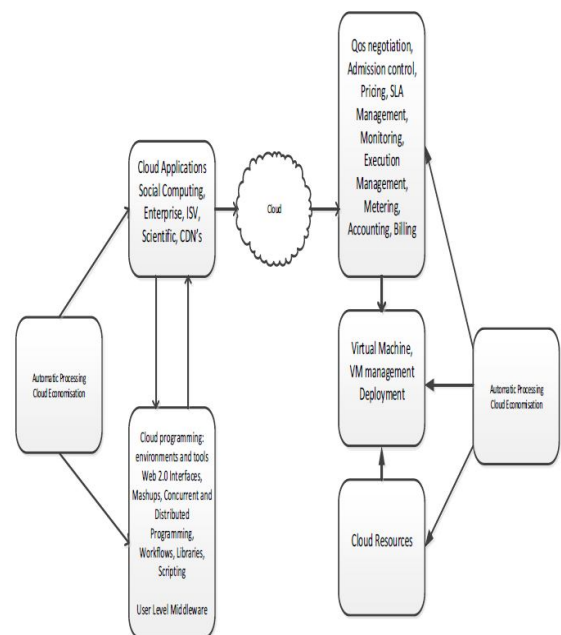 Qos negotiation,
Admission control,
Pricing, SLA
Management,
Monitoring,
Execution
Management,
Metering,
Accounting, Billing
Cloud Applications
Social Computing,
Enterprise, ISV,
Scientific, CDN's
Cloud
Automatic Processing
Cloud Economisation
Virtual Machine,
VM management
Deployment
Automatic Processing
Cloud Economisation
Cloud programming:
environments and tools
Web 2.0 Interfaces,
Mashups, Concurrent and
Distributed
Programming,
Workflows, Libraries,
Scripting
User Level Middleware
Cloud Resources